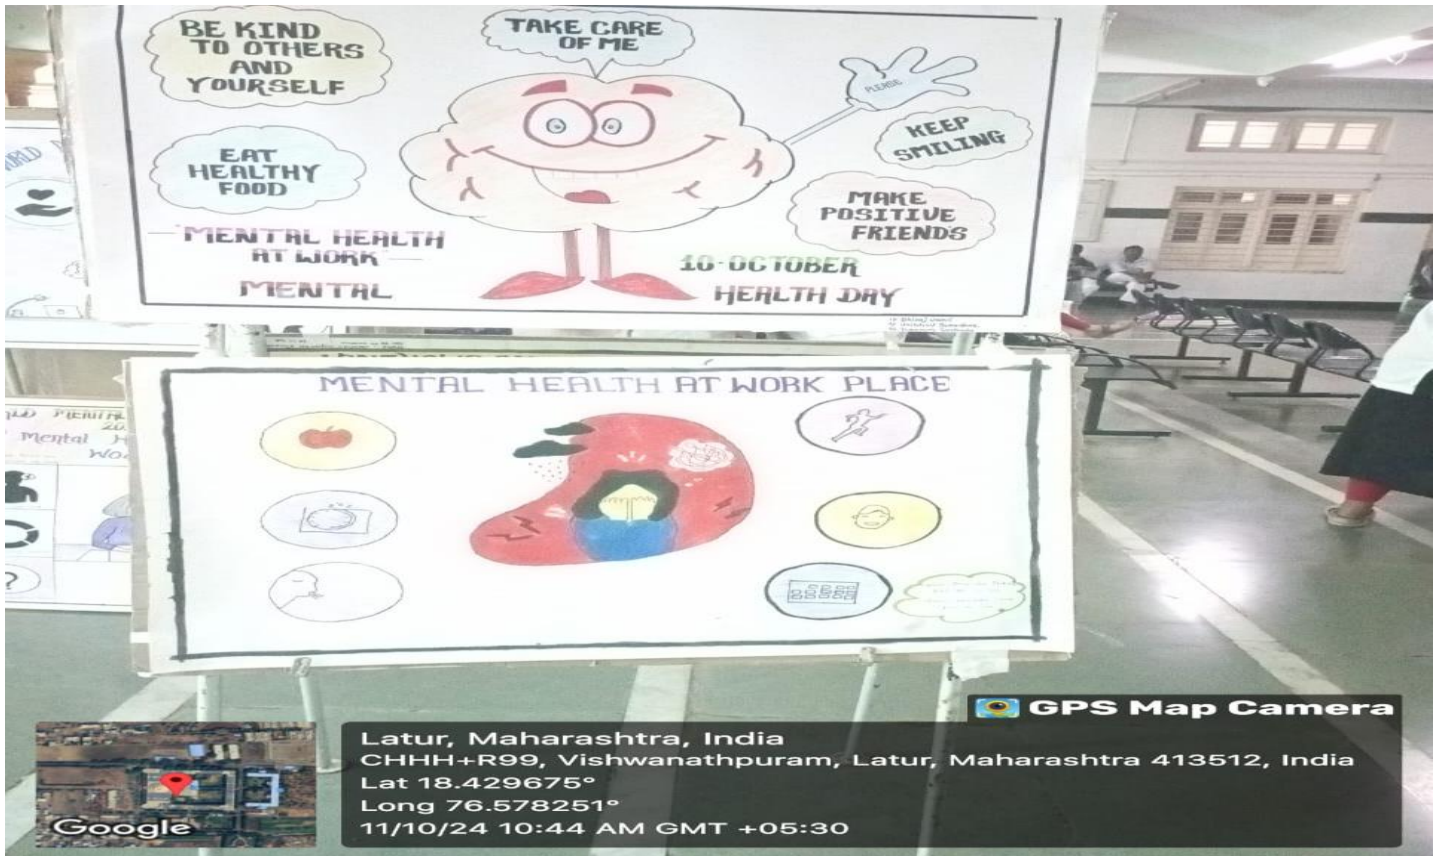 BE KIND
TO OTHERS
AND
YOURSELF
TAKE CARE
OF ME
PLEASE
KEEP
SMILING
EAT
HEALTHY
FOOD
MAKE
POSITIVE
FRIENDS
"MENTAL HEALTH
AT WORK"
10-OCTOBER
MENTAL
HEALTH DAY
MENTAL HEALTH AT WORK PLACE
Mental
GPS Map Camera
Latur, Maharashtra, India
CHHH+R99, Vishwanathpuram, Latur, Maharashtra 413512, India
Lat 18.429675°
Long 76.578251°
11/10/24 10:44 AM GMT +05:30
Google